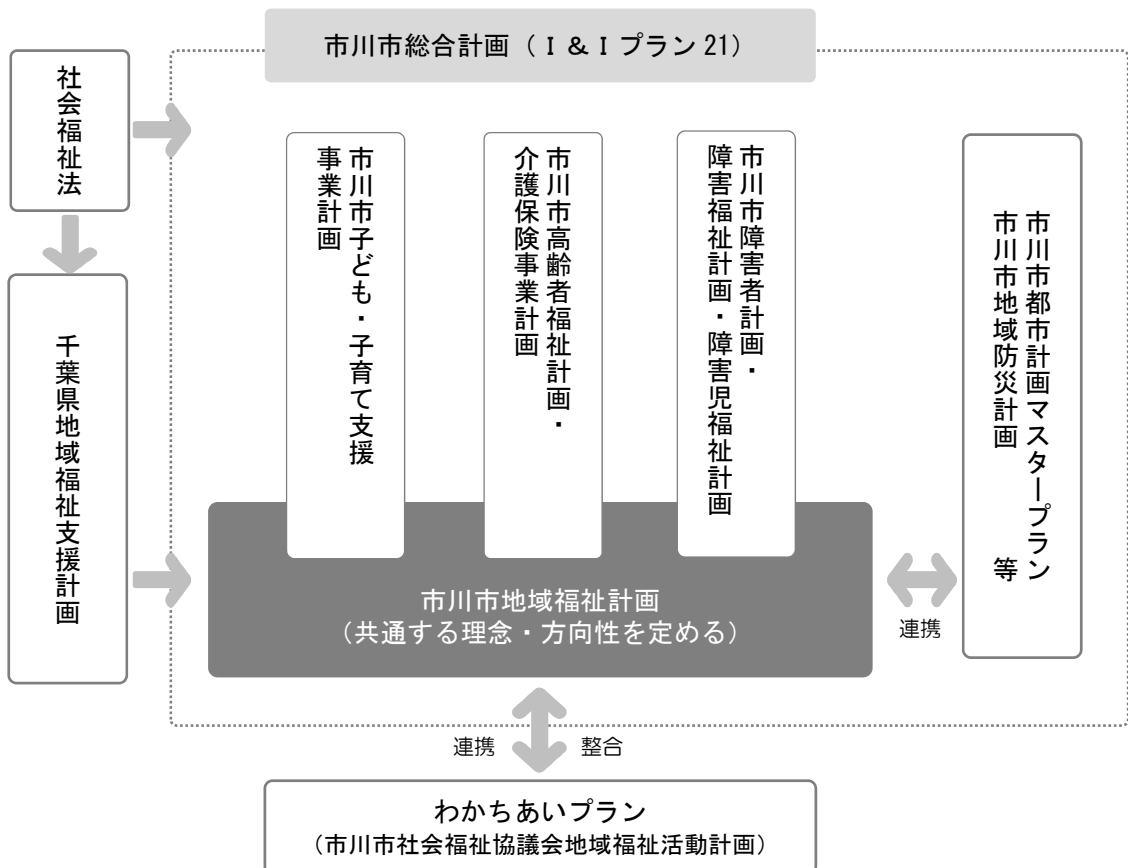 市川市総合計画（Ｉ＆Ｉプラン 21）
社会福祉法
千葉県地域福祉支援計画
市川市子ども・子育て支援
事業計画
市川市高齢者福祉計画・
介護保険事業計画
市川市障害者計画・
障害福祉計画・障害児福祉計画
市川市都市計画マスタープラン
市川市地域防災計画　等
市川市地域福祉計画
（共通する理念・方向性を定める）
連携
連携
整合
わかちあいプラン
（市川市社会福祉協議会地域福祉活動計画）